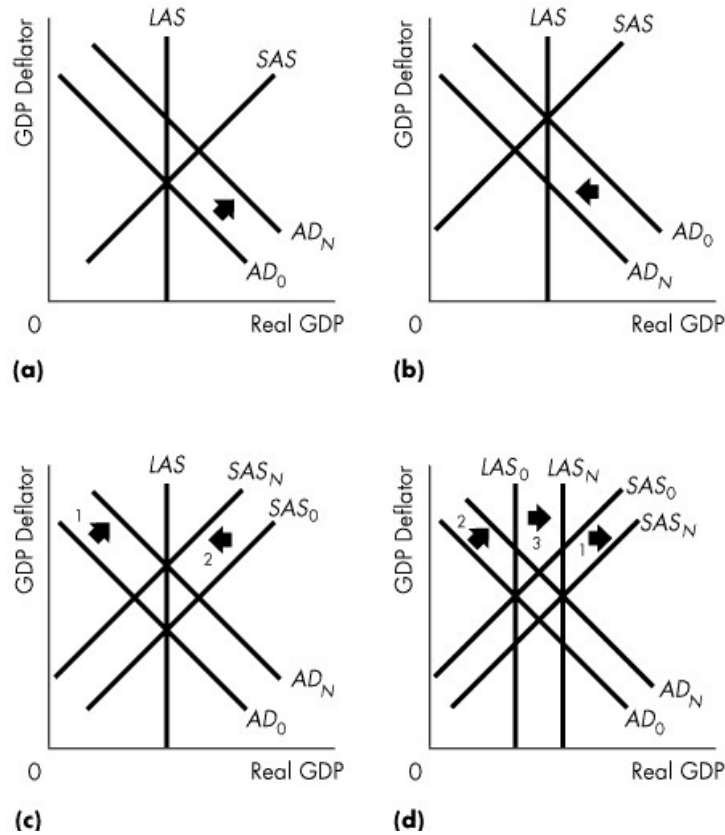 LAS
SAS
GDP Deflator
AD_N
AD_0
0
Real GDP
(a)
LAS
SAS
GDP Deflator
AD_0
AD_N
0
Real GDP
(b)
LAS
SAS_N
SAS_0
GDP Deflator
1
2
AD_N
AD_0
0
Real GDP
(c)
LAS_0 LAS_N
SAS_0
SAS_N
GDP Deflator
2
3
1
AD_N
AD_0
0
Real GDP
(d)